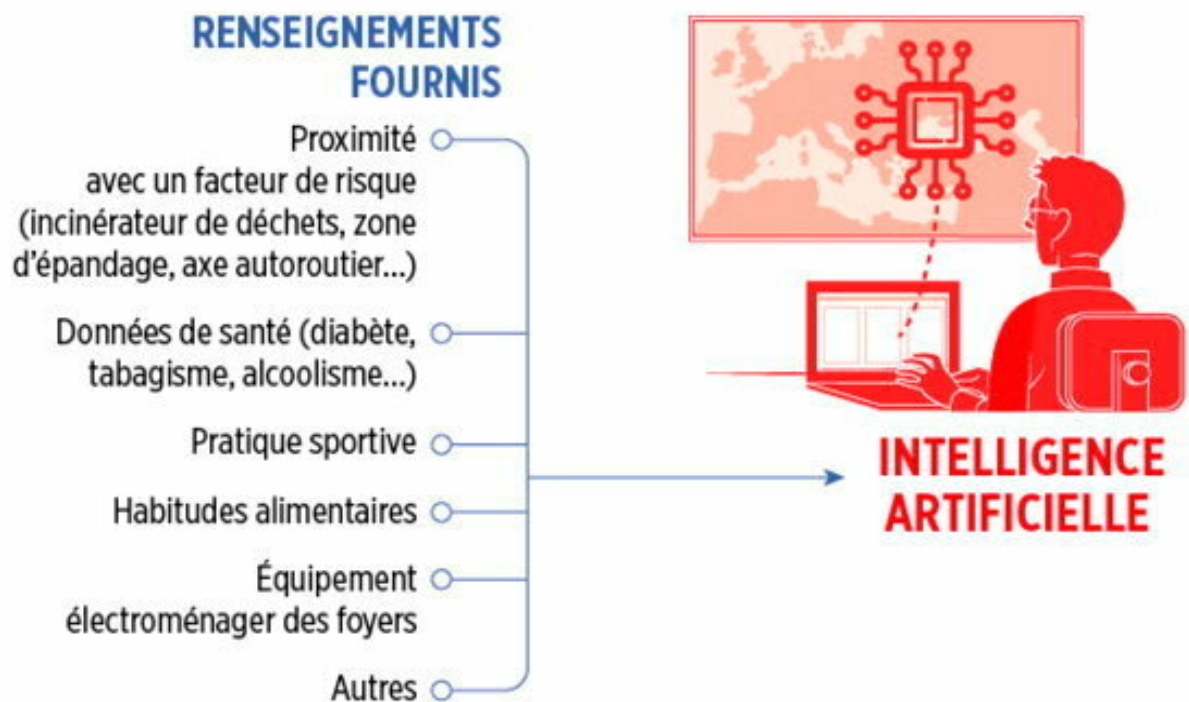 RENSEIGNEMENTS
FOURNIS
Proximité
avec un facteur de risque
(incinérateur de déchets, zone
d'épandage, axe autoroutier...)
Données de santé (diabète,
tabagisme, alcoolisme...)
Pratique sportive
Habitudes alimentaires
Équipement
électroménager des foyers
Autres
INTELLIGENCE
ARTIFICIELLE